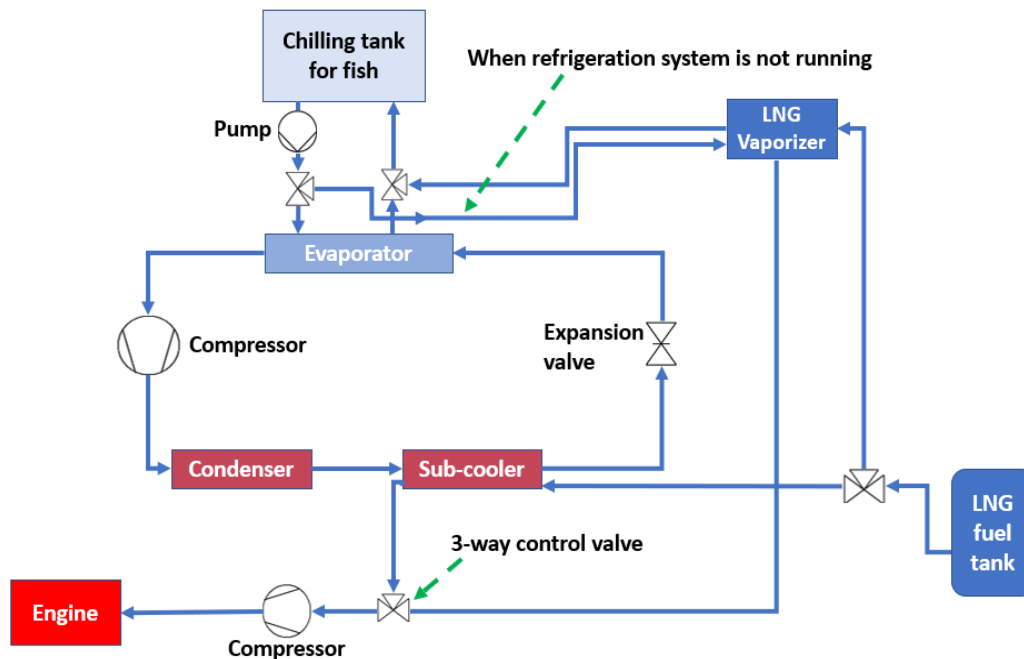 Chilling tank
for fish
When refrigeration system is not running
Pump
LNG
Vaporizer
Evaporator
Compressor
Expansion
valve
Condenser
Sub-cooler
LNG
fuel
tank
3-way control valve
Engine
Compressor